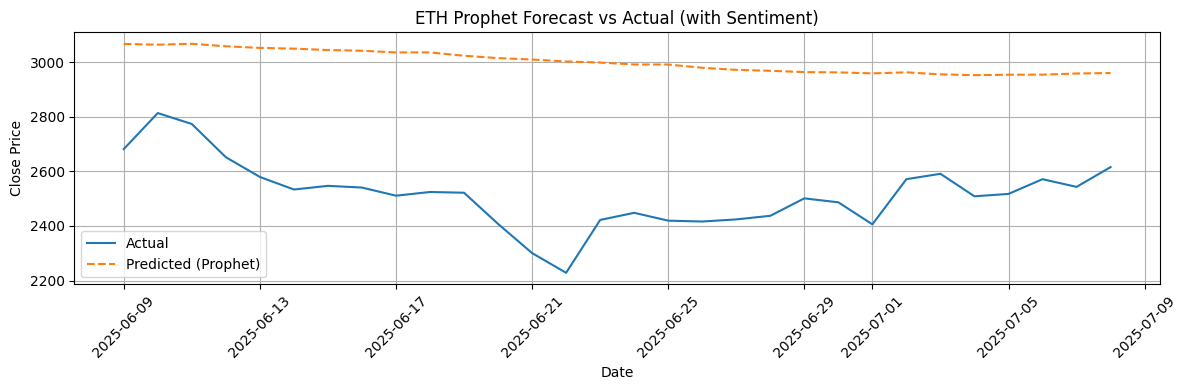 ETH Prophet Forecast vs Actual (with Sentiment)
Close Price
3000
2800
2600
2400
2200
Actual
Predicted (Prophet)
2025-06-09
2025-06-13
2025-06-17
2025-06-21
2025-06-25
2025-06-29
2025-07-01
2025-07-05
2025-07-09
Date